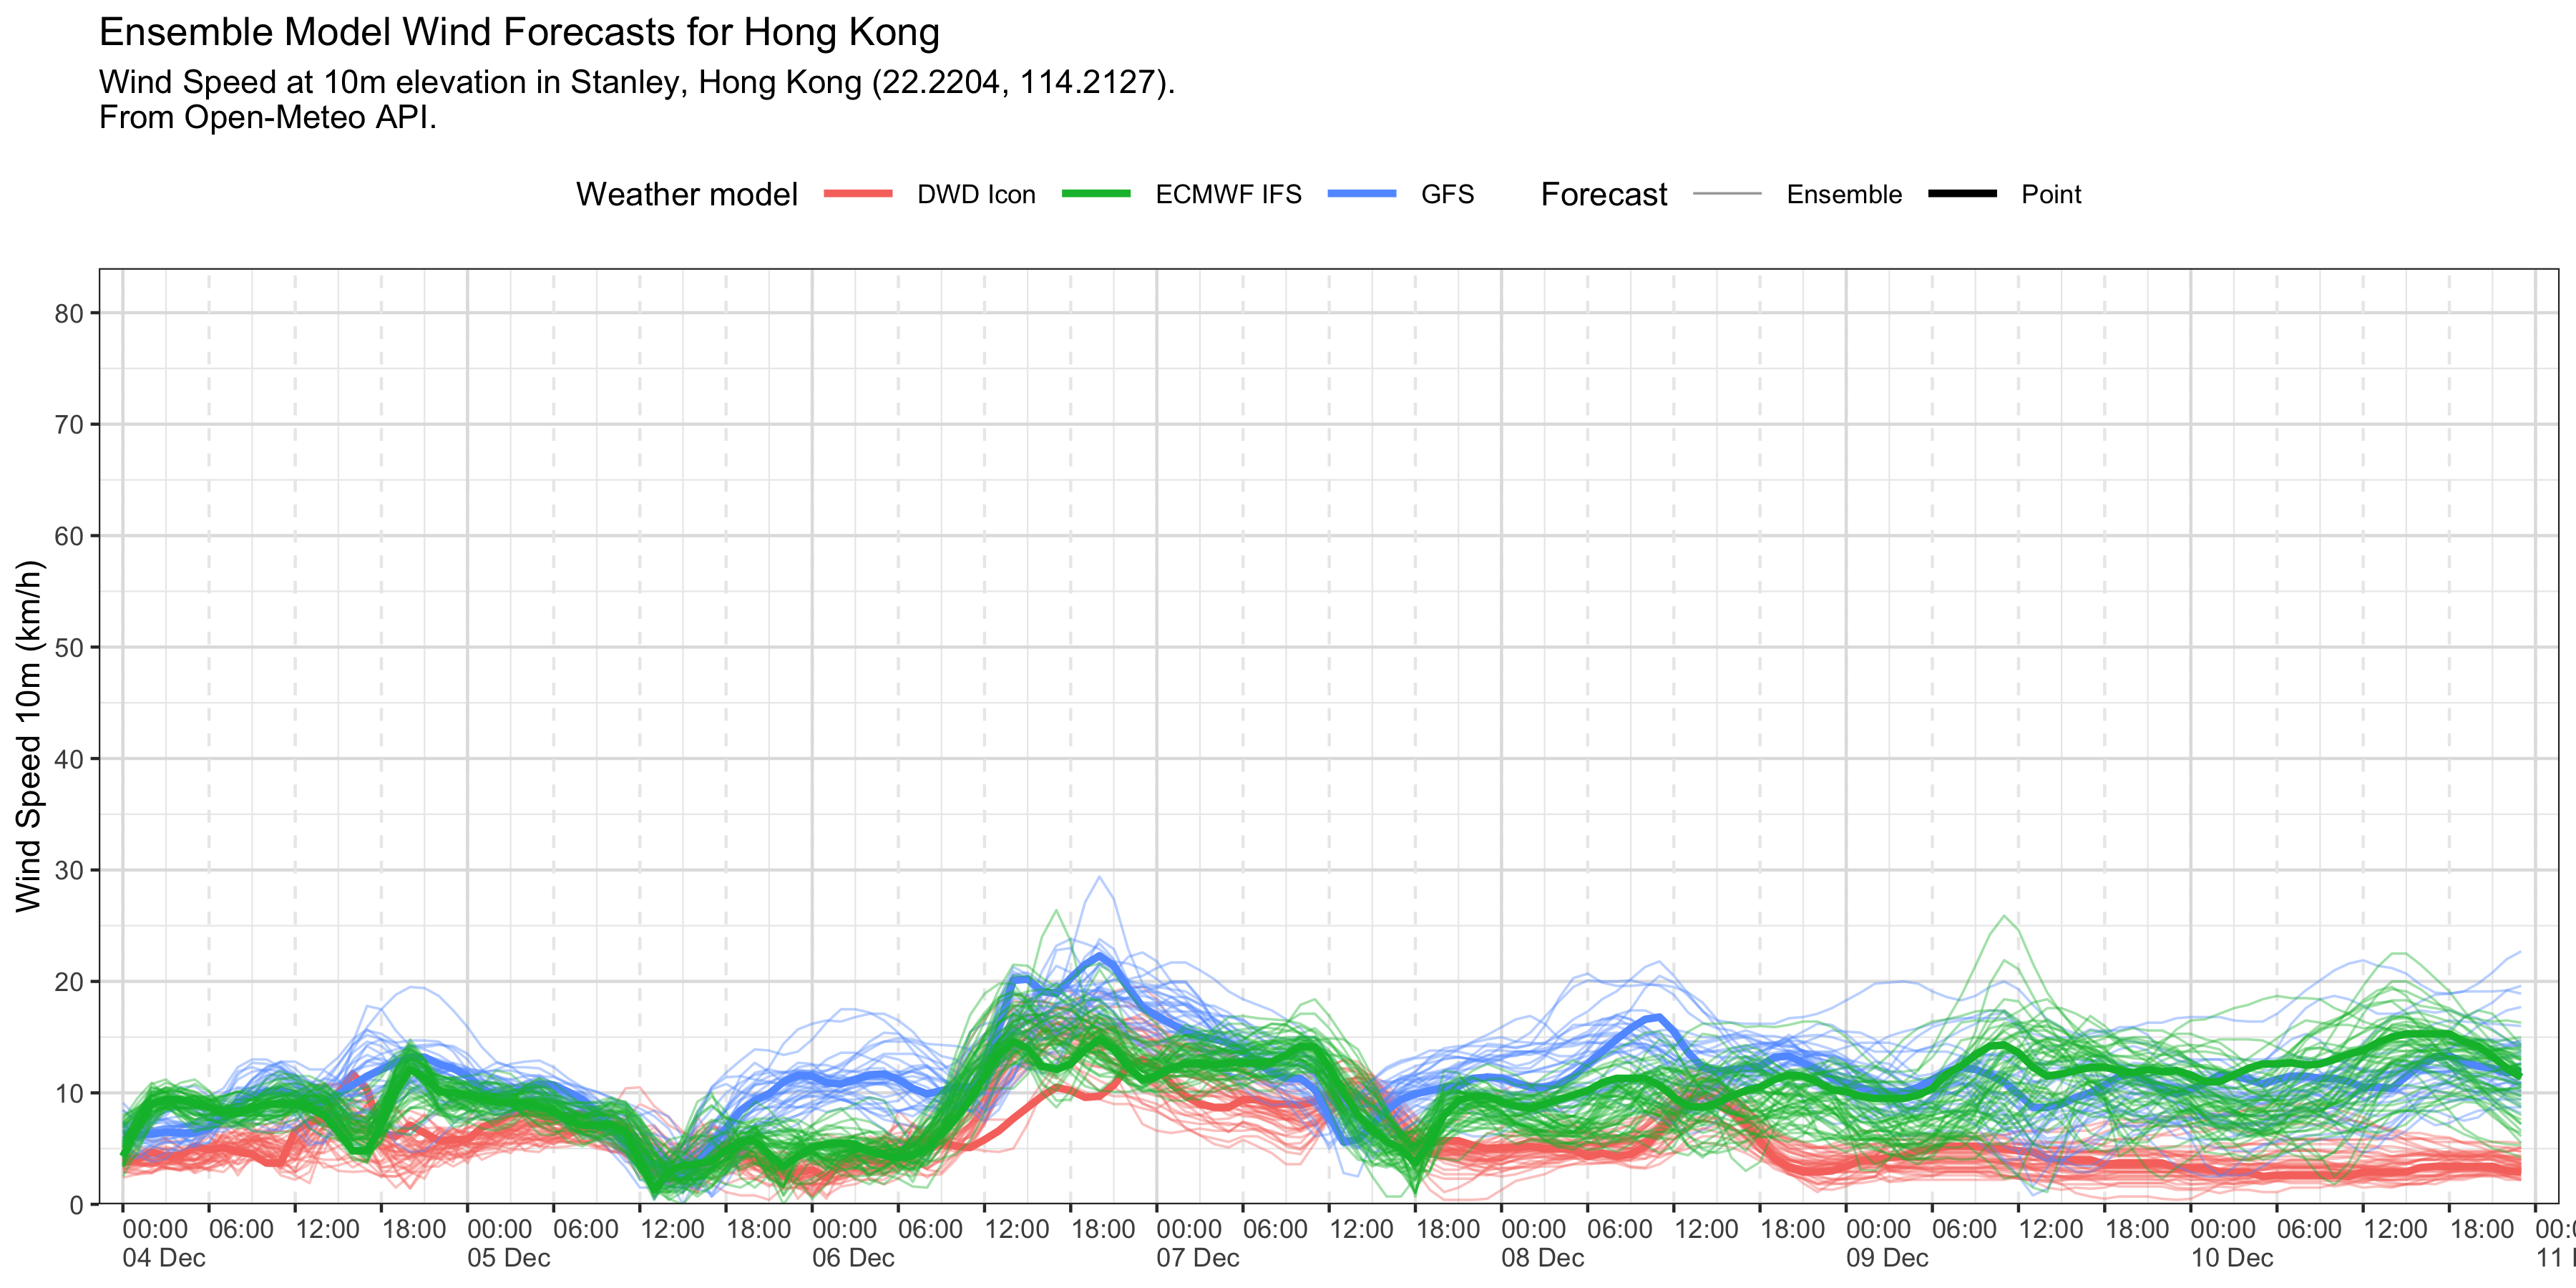 Ensemble Model Wind Forecasts for Hong Kong
Wind Speed at 10m elevation in Stanley, Hong Kong (22.2204, 114.2127).
From Open-Meteo API.
Weather model DWD Icon ECMWF IFS GFS Forecast Ensemble Point
Wind Speed 10m (km/h)
80
70
60
50
40
30
20
10
0
00:00 06:00 12:00 18:00 00:00 06:00 12:00 18:00 00:00 06:00 12:00 18:00 00:00 06:00 12:00 18:00 00:00 06:00 12:00 18:00 00:00 06:00 12:00 18:00 00:00 06:00 12:00 18:00 00:0
04 Dec 05 Dec 06 Dec 07 Dec 08 Dec 09 Dec 10 Dec 11